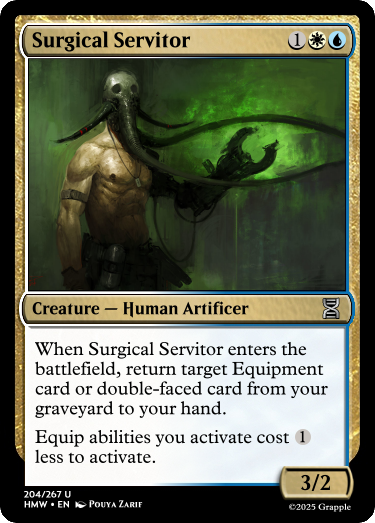 Surgical Servitor 1
Creature — Human Artificer
When Surgical Servitor enters the
battlefield, return target Equipment
card or double-faced card from your
graveyard to your hand.
Equip abilities you activate cost 1
less to activate.
3/2
204/267 U
HMW • EN Pouya Zarif
©2025 Grapple